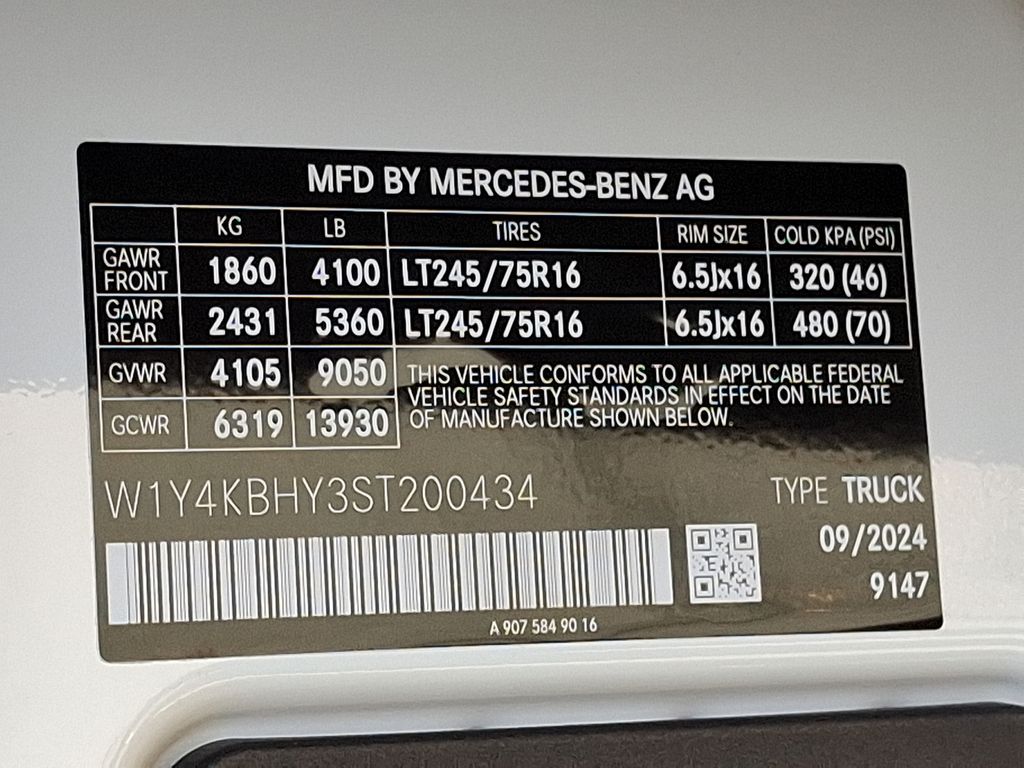 MFD BY MERCEDES-BENZ AG
KG LB TIRES RIM SIZE COLD KPA (PSI)
GAWR FRONT 1860 4100 LT245/75R16 6.5Jx16 320 (46)
GAWR REAR 2431 5360 LT245/75R16 6.5Jx16 480 (70)
GVWR 4105 9050
GCWR 6319 13930
THIS VEHICLE CONFORMS TO ALL APPLICABLE FEDERAL
VEHICLE SAFETY STANDARDS IN EFFECT ON THE DATE
OF MANUFACTURE SHOWN BELOW.
W1Y4KBHY3ST200434
TYPE TRUCK
09/2024
9147
A 907 584 90 16